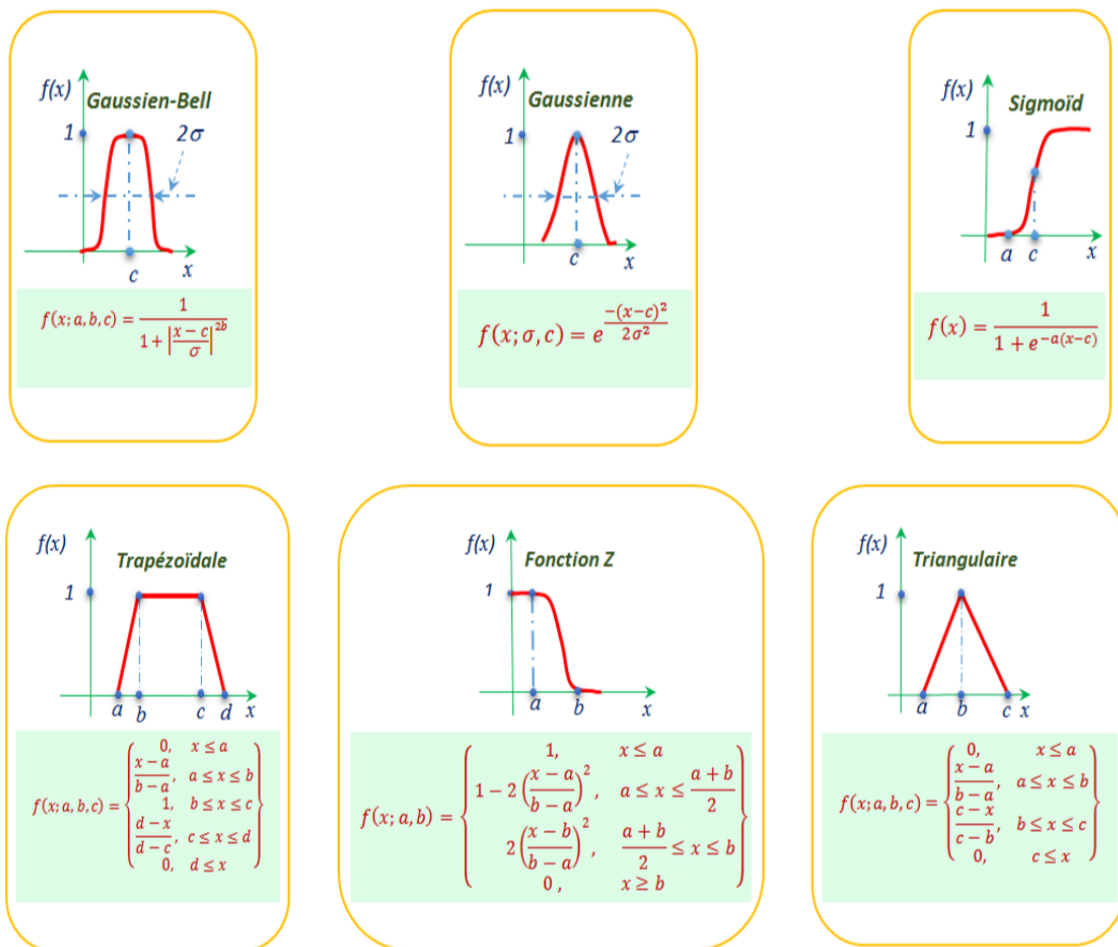 f(x)
Gaussien-Bell
1
2σ
c
x
f(x; a, b, c) = 1 / (1 + |(x − c)/σ|^{2b})
f(x)
Gaussienne
1
2σ
c
x
f(x; σ, c) = e^{−(x−c)²/2σ²}
f(x)
Sigmoïd
1
a c x
f(x) = 1 / (1 + e^{−a(x−c)})
f(x)
Trapézoïdale
1
a b c d x
f(x; a, b, c) = {
0, x ≤ a
(x − a)/(b − a), a ≤ x ≤ b
1, b ≤ x ≤ c
(d − x)/(d − c), c ≤ x ≤ d
0, d ≤ x
}
f(x)
Fonction Z
1
a b x
f(x; a, b) = {
1, x ≤ a
1 − 2((x − a)/(b − a))², a ≤ x ≤ (a + b)/2
2((x − b)/(b − a))², (a + b)/2 ≤ x ≤ b
0 , x ≥ b
}
f(x)
Triangulaire
1
a b c x
f(x; a, b, c) = {
0, x ≤ a
(x − a)/(b − a), a ≤ x ≤ b
(c − x)/(c − b), b ≤ x ≤ c
0, c ≤ x
}